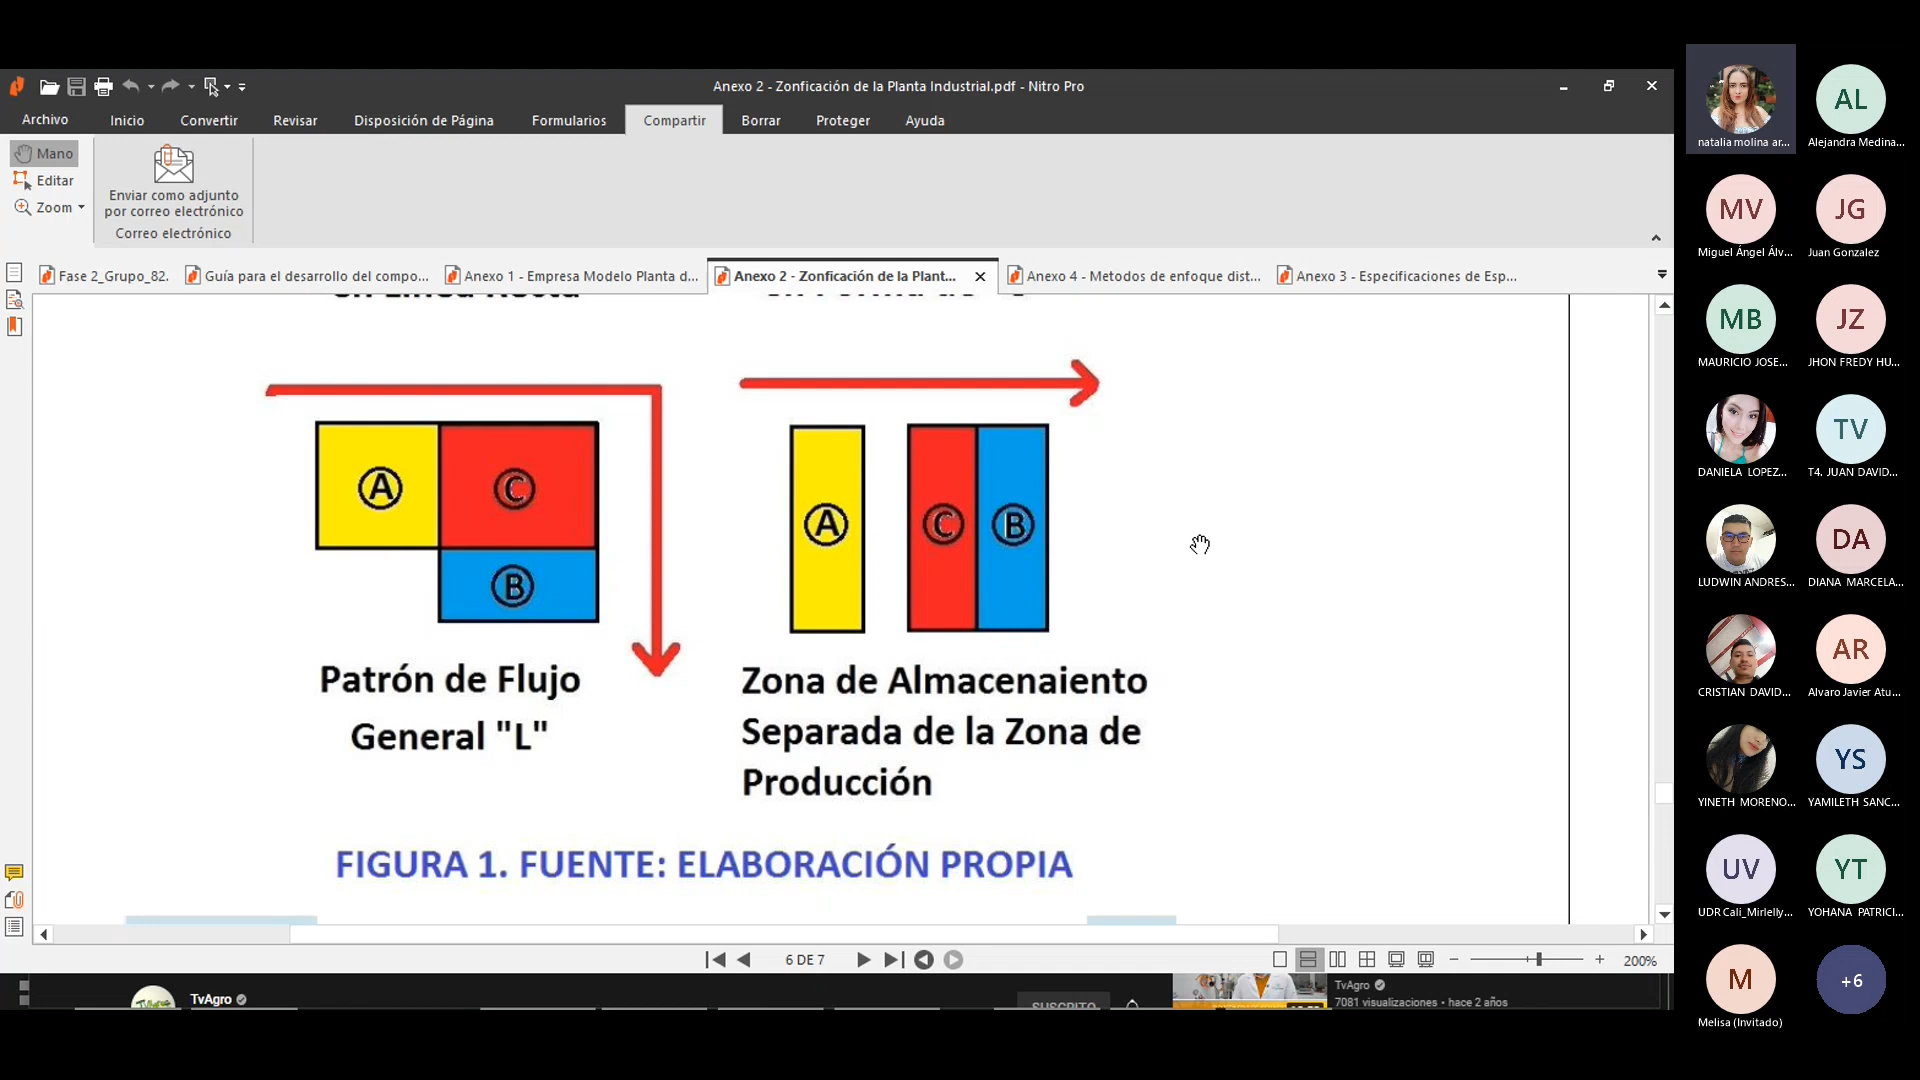 Anexo 2 - Zonficación de la Planta Industrial.pdf - Nitro Pro
Archivo
Inicio
Convertir
Revisar
Disposición de Página
Formularios
Compartir
Borrar
Proteger
Ayuda
Mano
Editar
Zoom
Enviar como adjunto
por correo electrónico
Correo electrónico
Fase 2_Grupo_82.
Guía para el desarrollo del compo...
Anexo 1 - Empresa Modelo Planta d...
Anexo 2 - Zonficación de la Plant...
Anexo 4 - Metodos de enfoque dist...
Anexo 3 - Especificaciones de Esp...
A
C
B
A
C
B
Patrón de Flujo
General "L"
Zona de Almacenaiento
Separada de la Zona de
Producción
FIGURA 1. FUENTE: ELABORACIÓN PROPIA
6 DE 7
200%
TvAgro
SUSCRITO
TvAgro
7081 visualizaciones • hace 2 años
natalia molina ar...
AL
Alejandra Medina...
MV
Miguel Ángel Álv...
JG
Juan Gonzalez
MB
MAURICIO JOSE...
JZ
JHON FREDY HU...
DANIELA LOPEZ...
TV
T4. JUAN DAVID...
LUDWIN ANDRES...
DA
DIANA MARCELA...
CRISTIAN DAVID...
AR
Alvaro Javier Atu...
YINETH MORENO...
YS
YAMILETH SANC...
UV
UDR Cali_Mirlelly...
YT
YOHANA PATRICI...
M
Melisa (Invitado)
+6